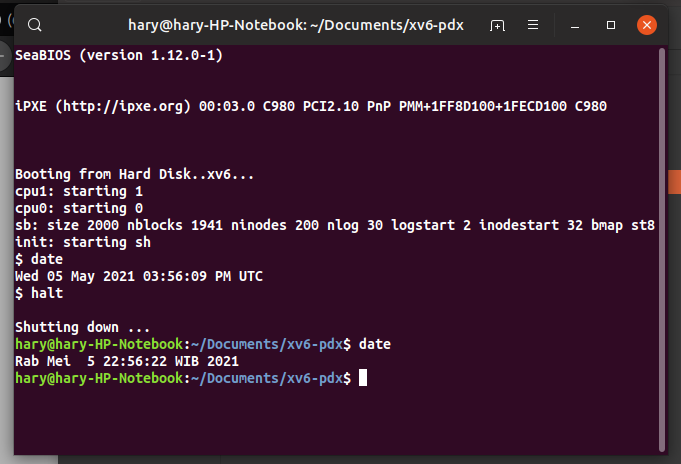 hary@hary-HP-Notebook: ~/Documents/xv6-pdx
SeaBIOS (version 1.12.0-1)
iPXE (http://ipxe.org) 00:03.0 C980 PCI2.10 PnP PMM+1FF8D100+1FECD100 C980
Booting from Hard Disk..xv6...
cpu1: starting 1
cpu0: starting 0
sb: size 2000 nblocks 1941 ninodes 200 nlog 30 logstart 2 inodestart 32 bmap st8
init: starting sh
$ date
Wed 05 May 2021 03:56:09 PM UTC
$ halt
Shutting down ...
hary@hary-HP-Notebook:~/Documents/xv6-pdx$ date
Rab Mei  5 22:56:22 WIB 2021
hary@hary-HP-Notebook:~/Documents/xv6-pdx$